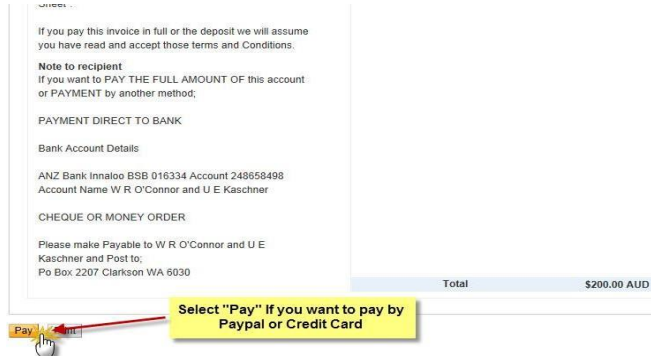 Sheet".
If you pay this invoice in full or the deposit we will assume
you have read and accept those terms and Conditions.
Note to recipient
If you want to PAY THE FULL AMOUNT OF this account
or PAYMENT by another method;
PAYMENT DIRECT TO BANK
Bank Account Details
ANZ Bank Innaloo BSB 016334 Account 248658498
Account Name W R O'Connor and U E Kaschner
CHEQUE OR MONEY ORDER
Please make Payable to W R O'Connor and U E
Kaschner and Post to;
Po Box 2207 Clarkson WA 6030
Total $200.00 AUD
Select "Pay" If you want to pay by
Paypal or Credit Card
Pay